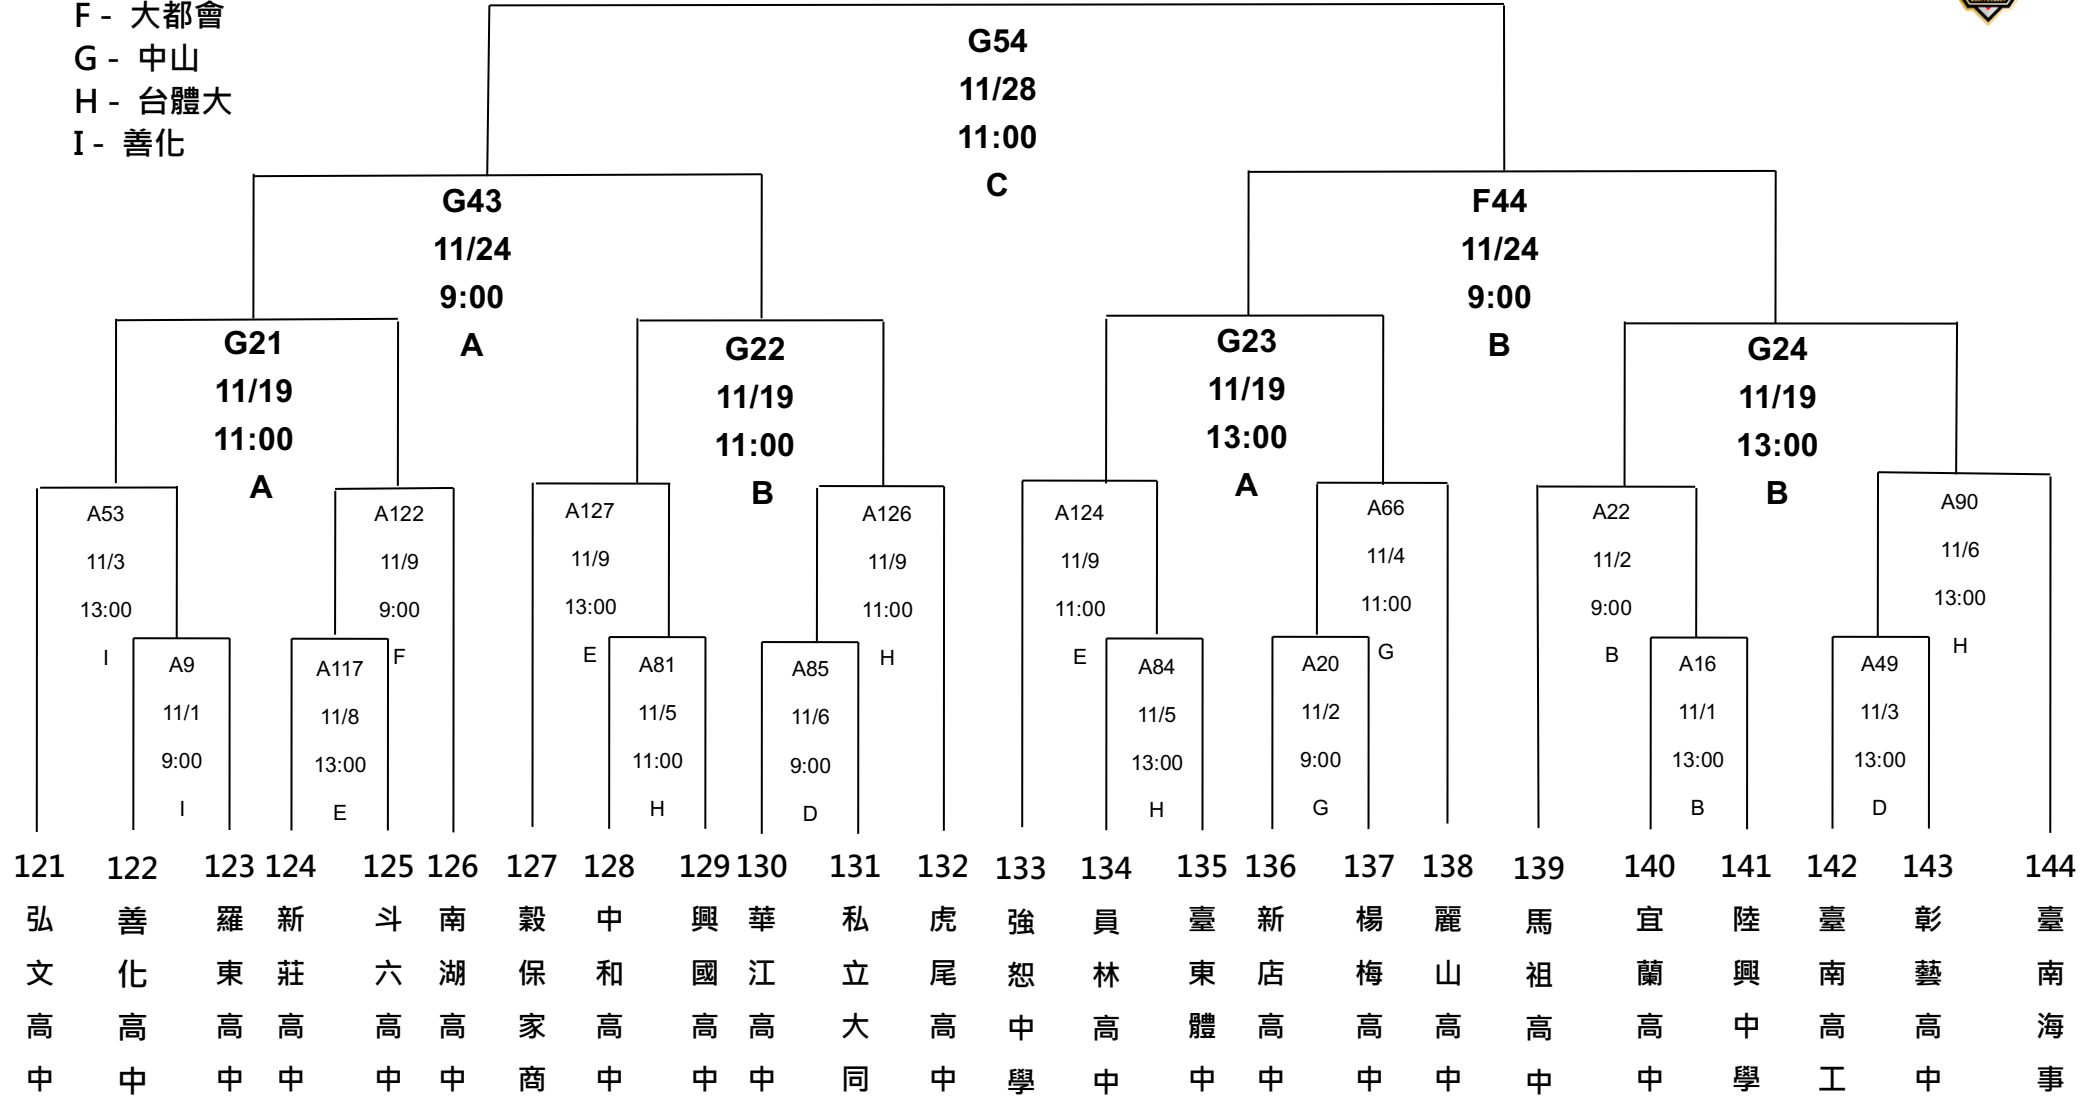 F - 大都會
G - 中山
H - 台體大
I - 善化
G54
11/28
11:00
C
G43
11/24
9:00
A
F44
11/24
9:00
B
G21
11/19
11:00
A
G22
11/19
11:00
B
G23
11/19
13:00
A
G24
11/19
13:00
B
A53
11/3
13:00
I
A122
11/9
9:00
F
A127
11/9
13:00
E
A126
11/9
11:00
H
A124
11/9
11:00
E
A66
11/4
11:00
G
A22
11/2
9:00
B
A90
11/6
13:00
H
A9
11/1
9:00
I
A117
11/8
13:00
E
A81
11/5
11:00
H
A85
11/6
9:00
D
A84
11/5
13:00
H
A20
11/2
9:00
G
A16
11/1
13:00
B
A49
11/3
13:00
D
121
弘文高中
122
善化高中
123
羅東高中
124
新莊高中
125
斗六高中
126
南湖高中
127
穀保家商
128
中和高中
129
興國高中
130
華江高中
131
私立大同
132
虎尾高中
133
強恕中學
134
員林高中
135
臺東體中
136
新店高中
137
楊梅高中
138
麗山高中
139
馬祖高中
140
宜蘭高中
141
陸興中學
142
臺南高工
143
彰藝高中
144
臺南海事